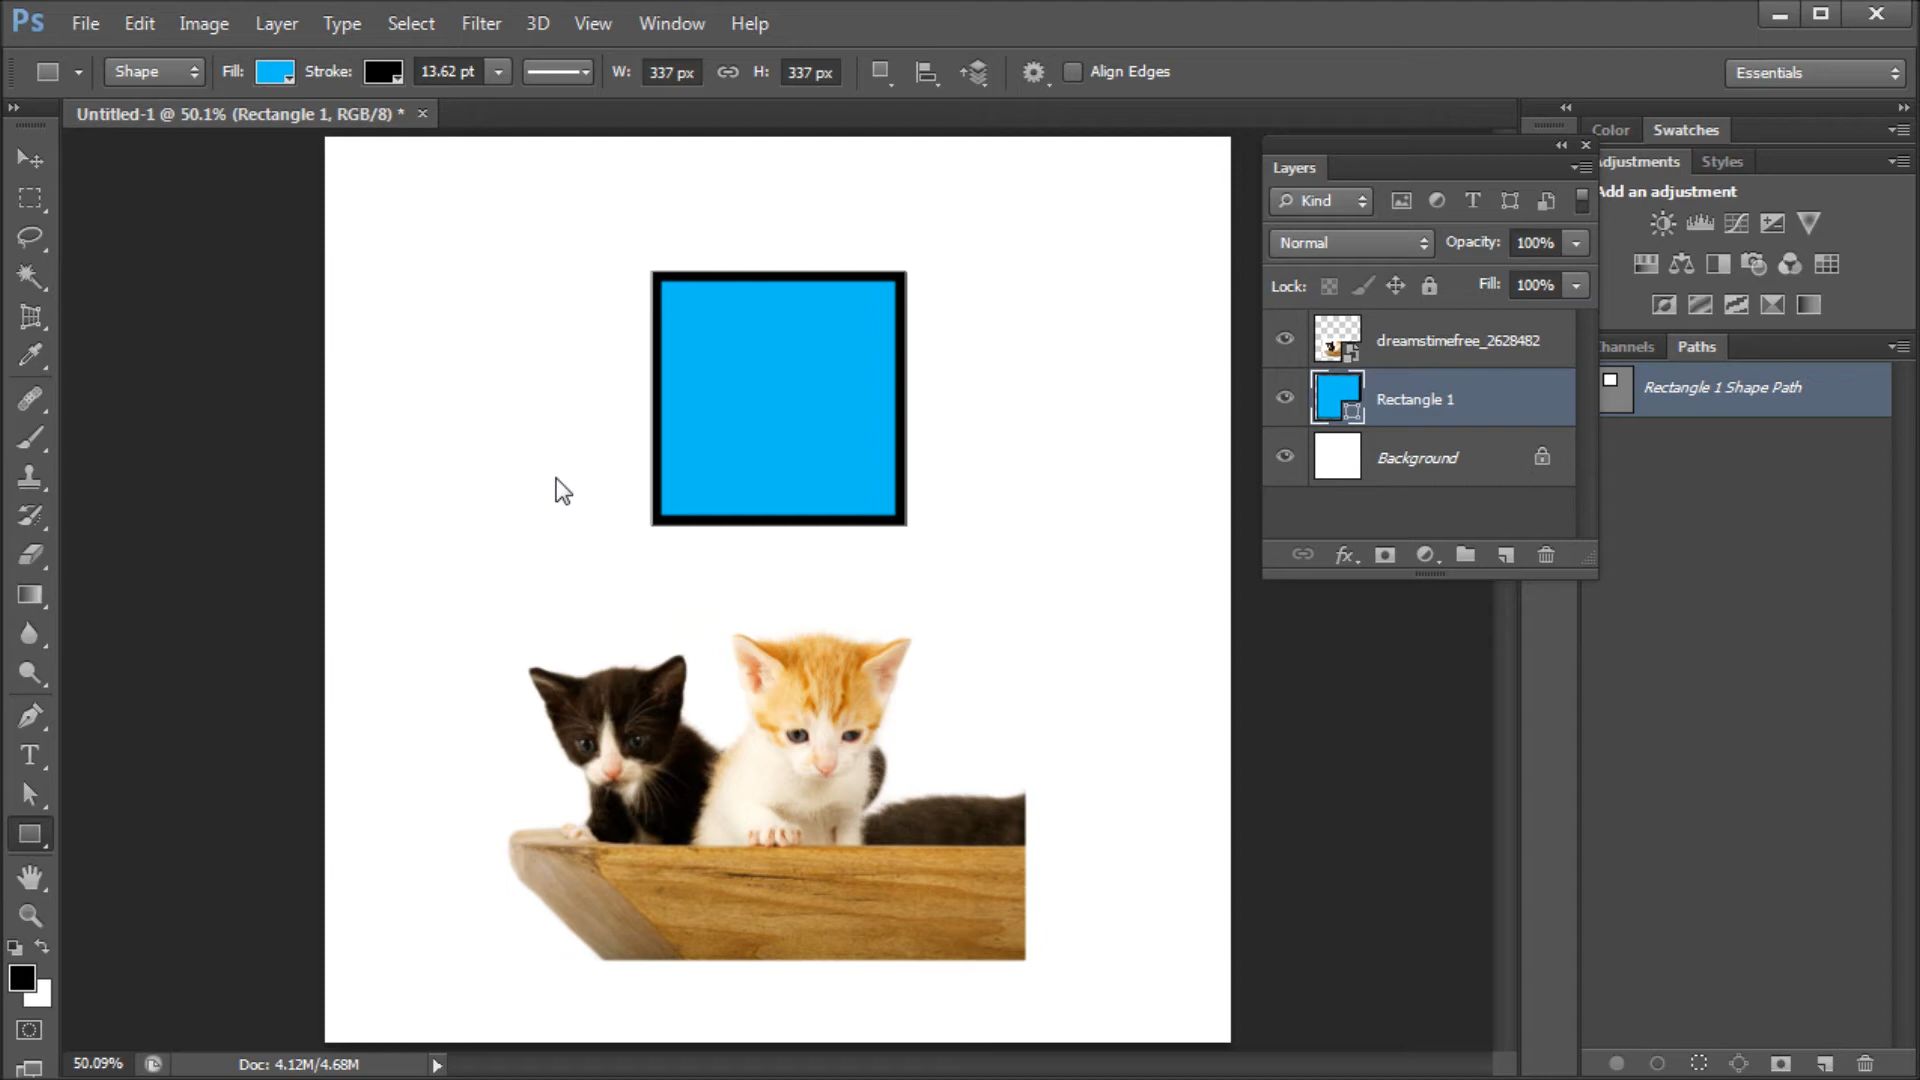 Ps File Edit Image Layer Type Select Filter 3D View Window Help
Shape Fill: Stroke: 13.62 pt W: 337 px H: 337 px Align Edges Essentials
Untitled-1 @ 50.1% (Rectangle 1, RGB/8) *
Color Swatches
Adjustments Styles
Add an adjustment
Channels Paths
Rectangle 1 Shape Path
Layers
Kind
Normal Opacity: 100%
Lock: Fill: 100%
dreamstimefree_2628482
Rectangle 1
Background
fx
T
50.09% Doc: 4.12M/4.68M